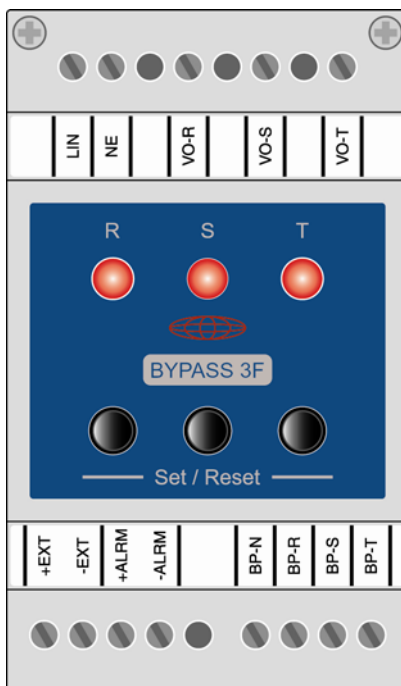 LIN
NE
VO-R
VO-S
VO-T
R S T
BYPASS 3F
Set / Reset
+EXT
-EXT
+ALRM
-ALRM
BP-N
BP-R
BP-S
BP-T